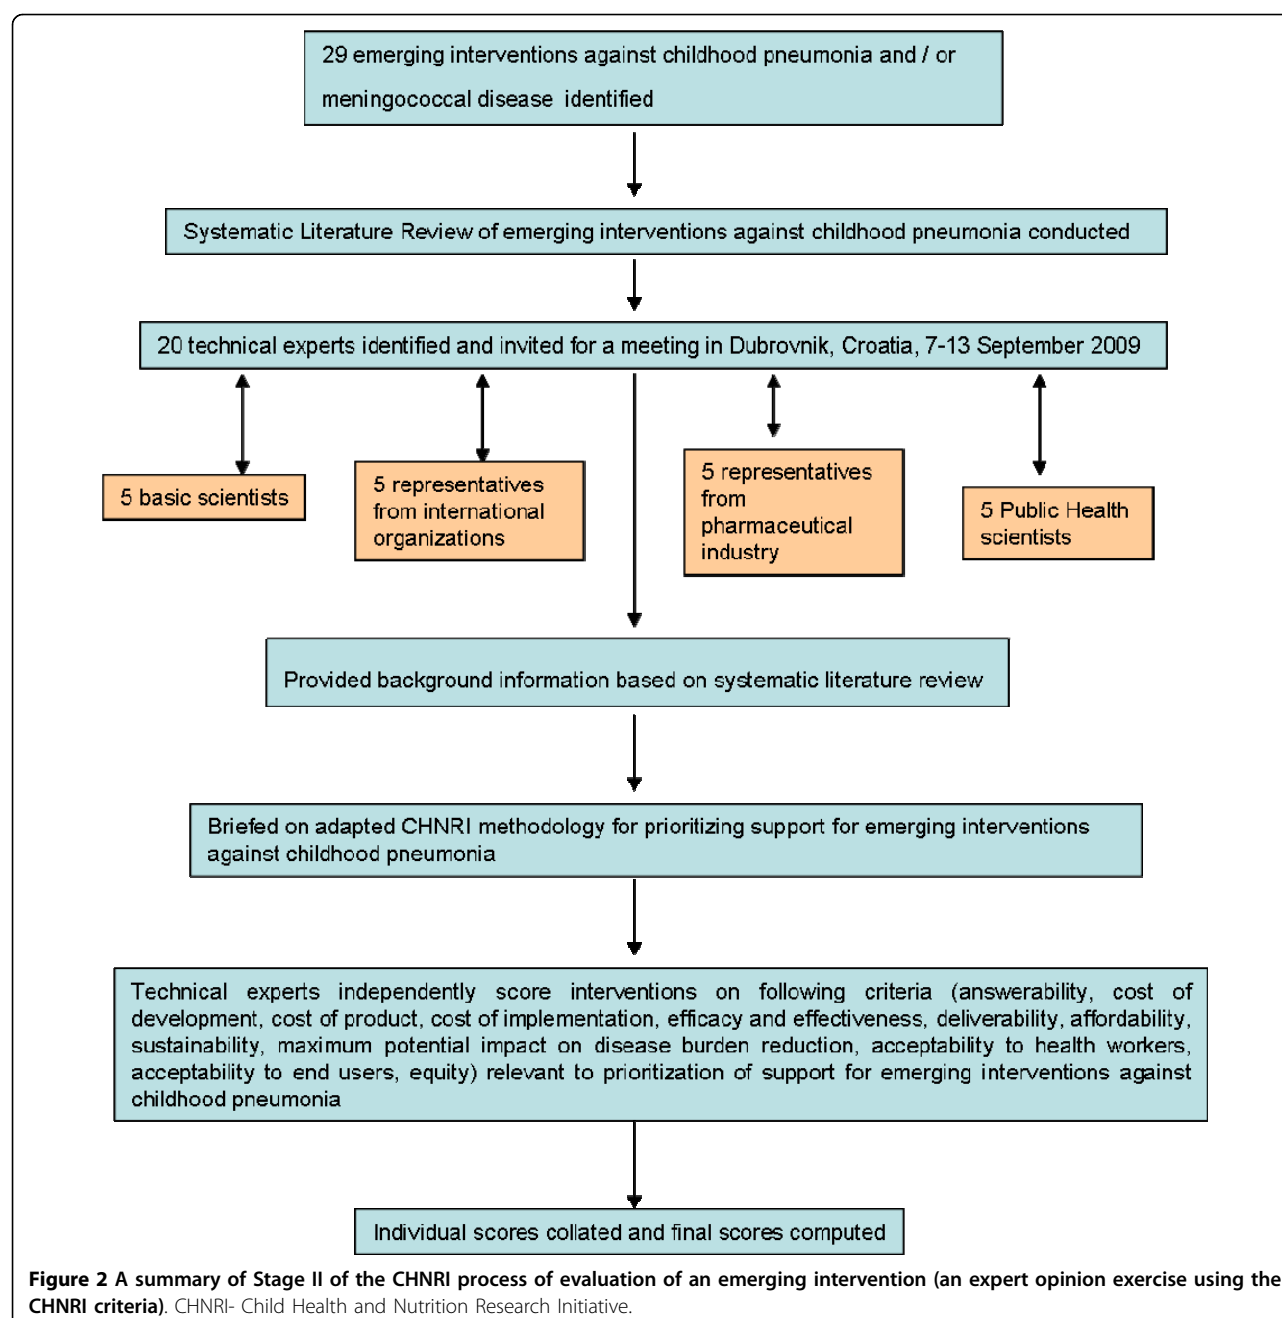 29 emerging interventions against childhood pneumonia and / or
meningococcal disease identified
Systematic Literature Review of emerging interventions against childhood pneumonia conducted
20 technical experts identified and invited for a meeting in Dubrovnik, Croatia, 7-13 September 2009
5 basic scientists
5 representatives
from international
organizations
5 representatives
from
pharmaceutical
industry
5 Public Health
scientists
Provided background information based on systematic literature review
Briefed on adapted CHNRI methodology for prioritizing support for emerging interventions
against childhood pneumonia
Technical experts independently score interventions on following criteria (answerability, cost of
development, cost of product, cost of implementation, efficacy and effectiveness, deliverability, affordability,
sustainability, maximum potential impact on disease burden reduction, acceptability to health workers,
acceptability to end users, equity) relevant to prioritization of support for emerging interventions against
childhood pneumonia
Individual scores collated and final scores computed
Figure 2 A summary of Stage II of the CHNRI process of evaluation of an emerging intervention (an expert opinion exercise using the
CHNRI criteria). CHNRI- Child Health and Nutrition Research Initiative.